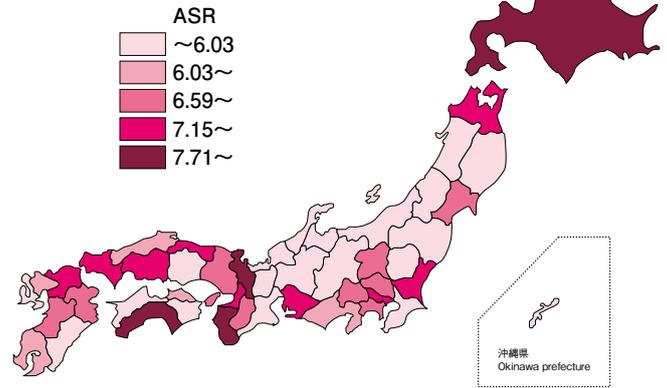 ASR
～6.03
6.03～
6.59～
7.15～
7.71～
沖縄県
Okinawa prefecture